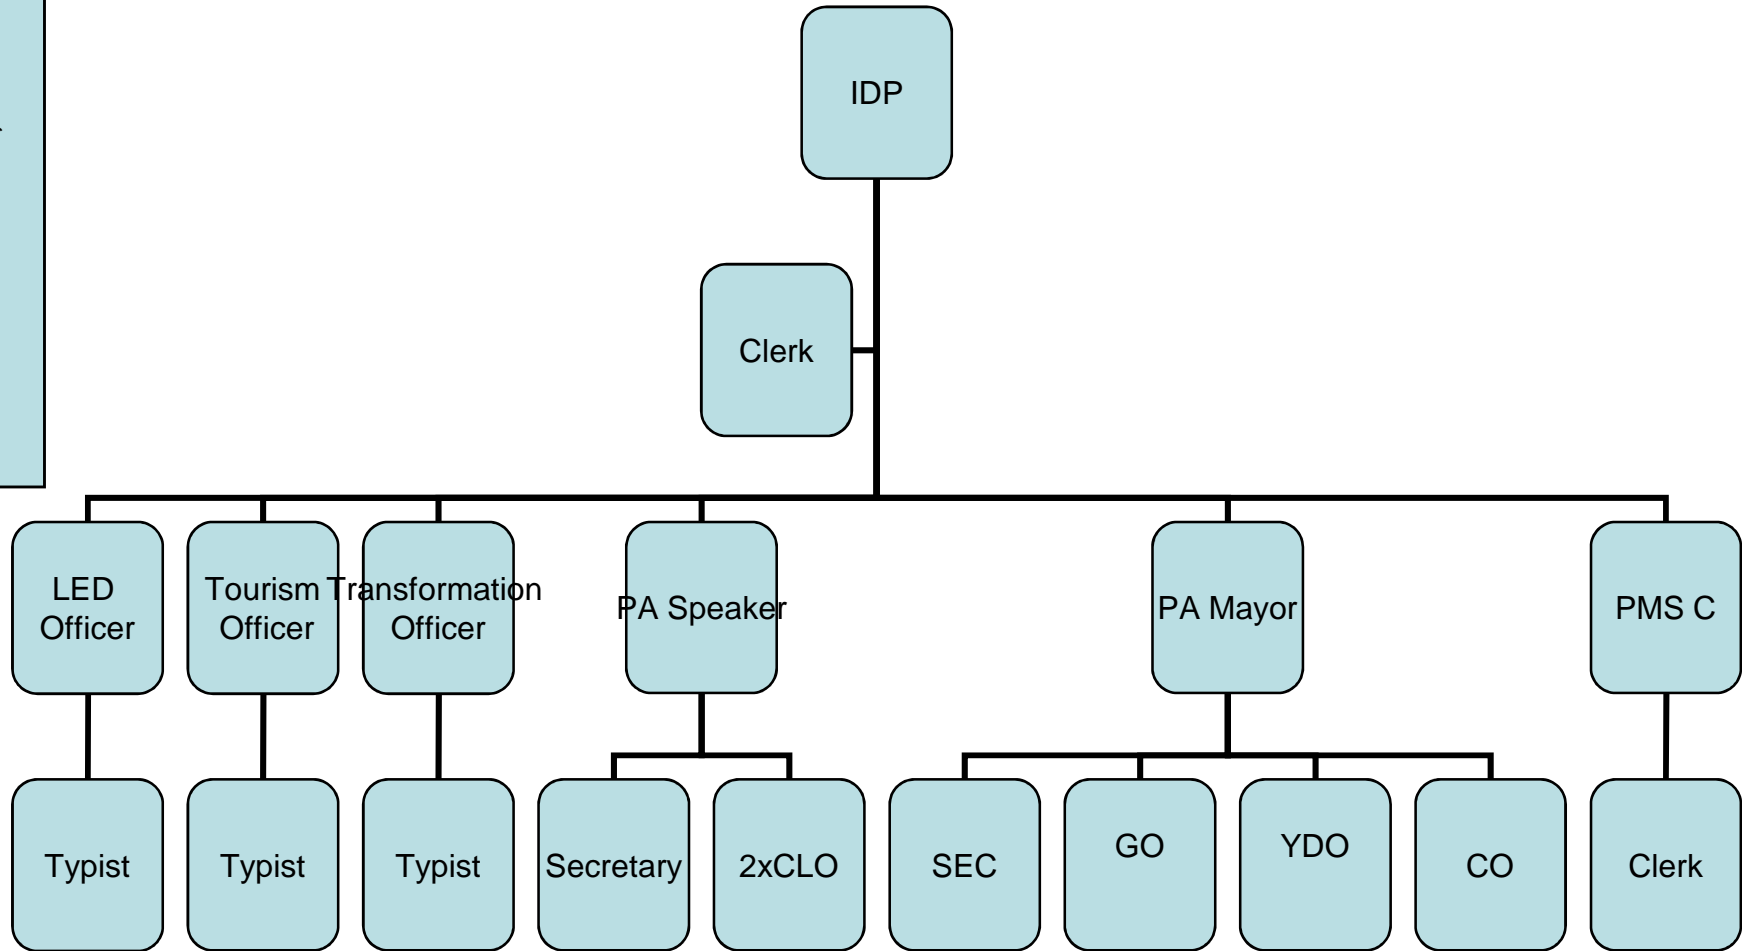 IDP
Clerk
LED
Officer
Tourism
Officer
Transformation
Officer
PA Speaker
PA Mayor
PMS C
Typist
Typist
Typist
Secretary
2xCLO
SEC
GO
YDO
CO
Clerk